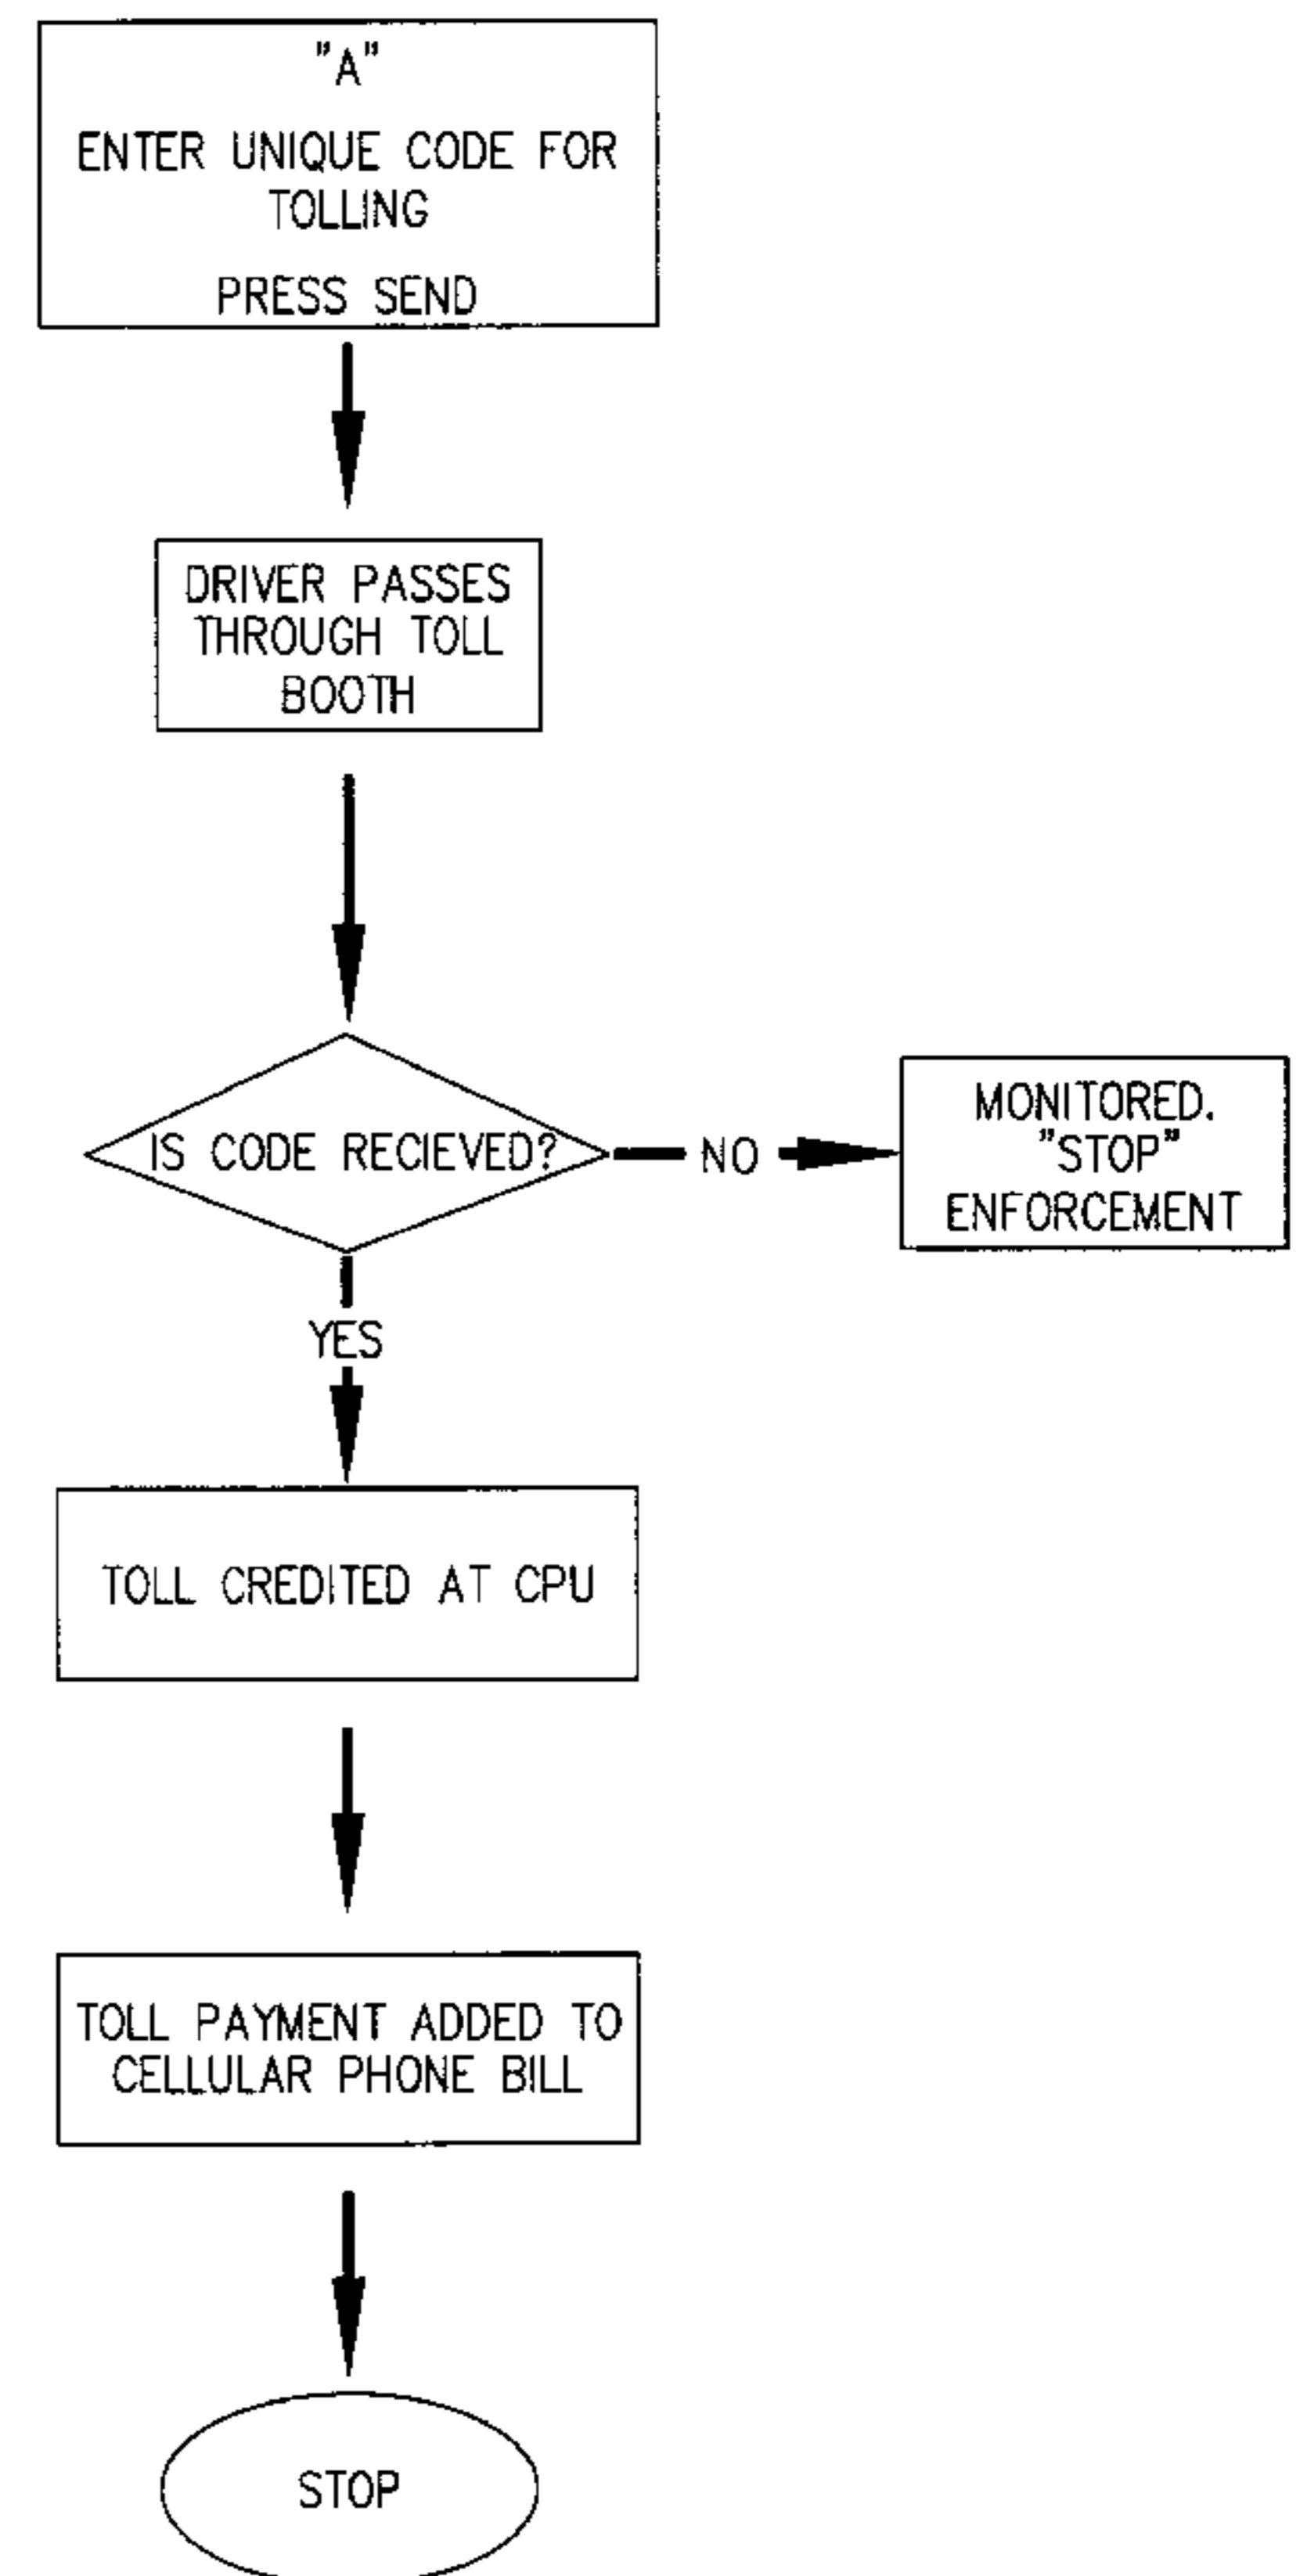 "A"
ENTER UNIQUE CODE FOR
TOLLING
PRESS SEND
DRIVER PASSES
THROUGH TOLL
BOOTH
IS CODE RECIEVED?
NO
MONITORED.
"STOP"
ENFORCEMENT
YES
TOLL CREDITED AT CPU
TOLL PAYMENT ADDED TO
CELLULAR PHONE BILL
STOP